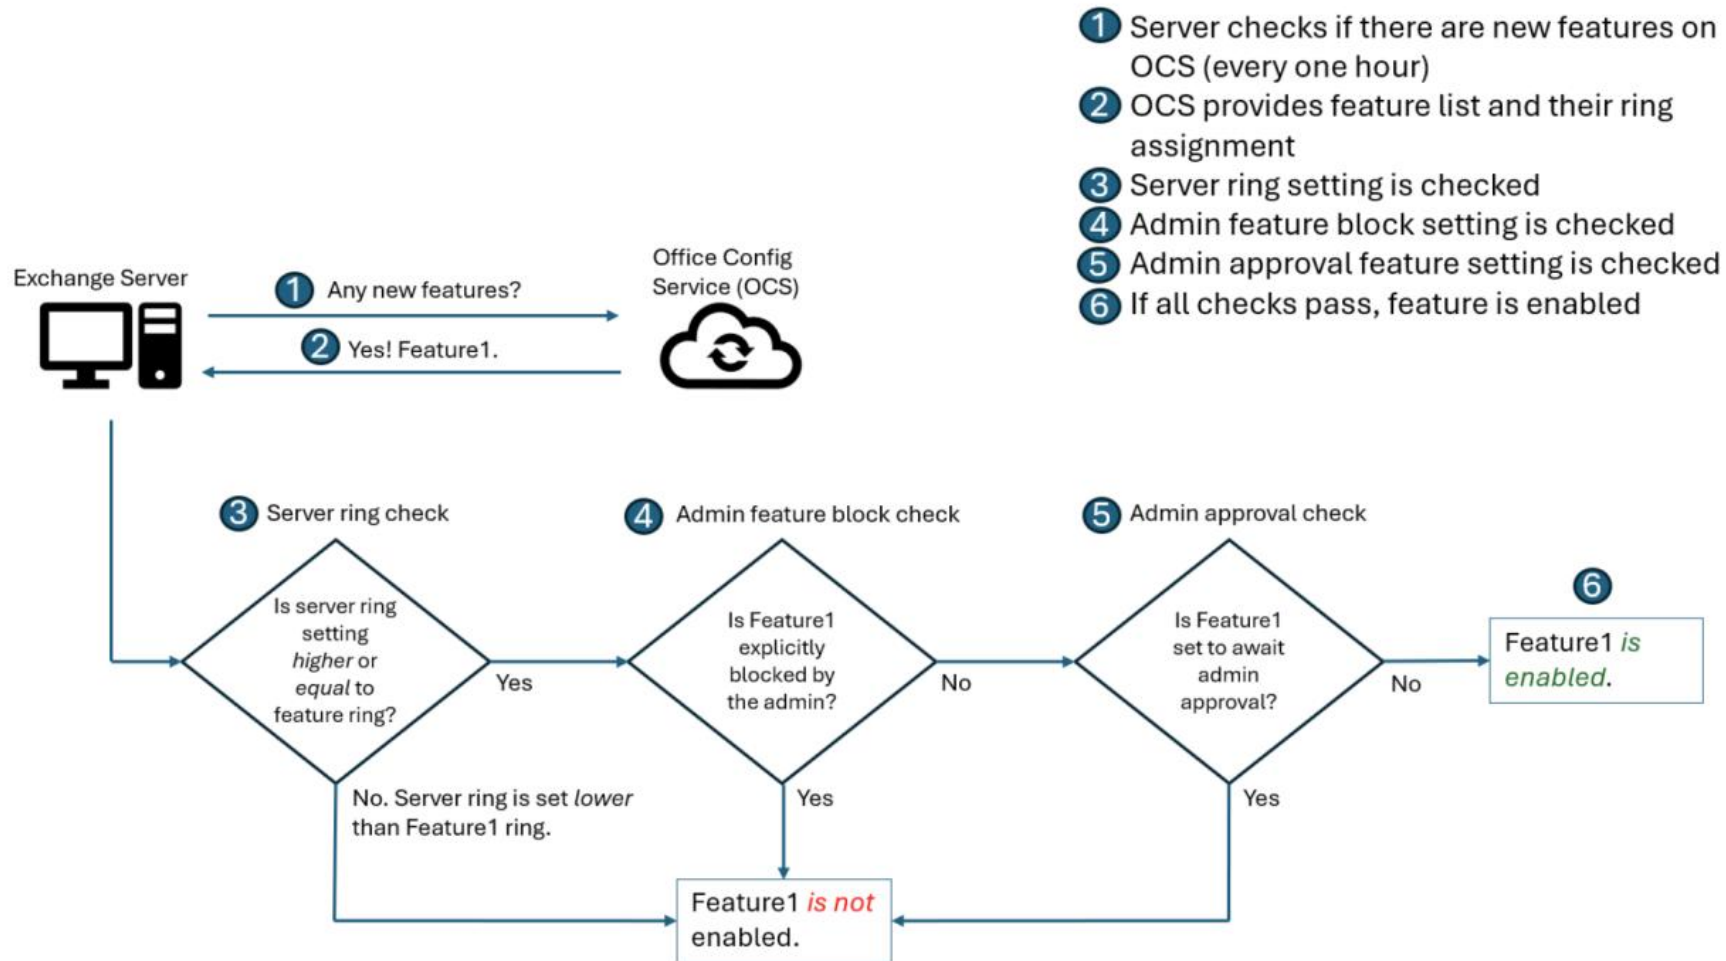 1 Server checks if there are new features on
OCS (every one hour)
2 OCS provides feature list and their ring
assignment
3 Server ring setting is checked
4 Admin feature block setting is checked
5 Admin approval feature setting is checked
6 If all checks pass, feature is enabled
Exchange Server
1 Any new features?
2 Yes! Feature1.
Office Config
Service (OCS)
3 Server ring check
Is server ring
setting
higher or
equal to
feature ring?
Yes
No. Server ring is set lower
than Feature1 ring.
4 Admin feature block check
Is Feature1
explicitly
blocked by
the admin?
No
Yes
5 Admin approval check
Is Feature1
set to await
admin
approval?
No
Yes
6
Feature1 is
enabled.
Feature1 is not
enabled.